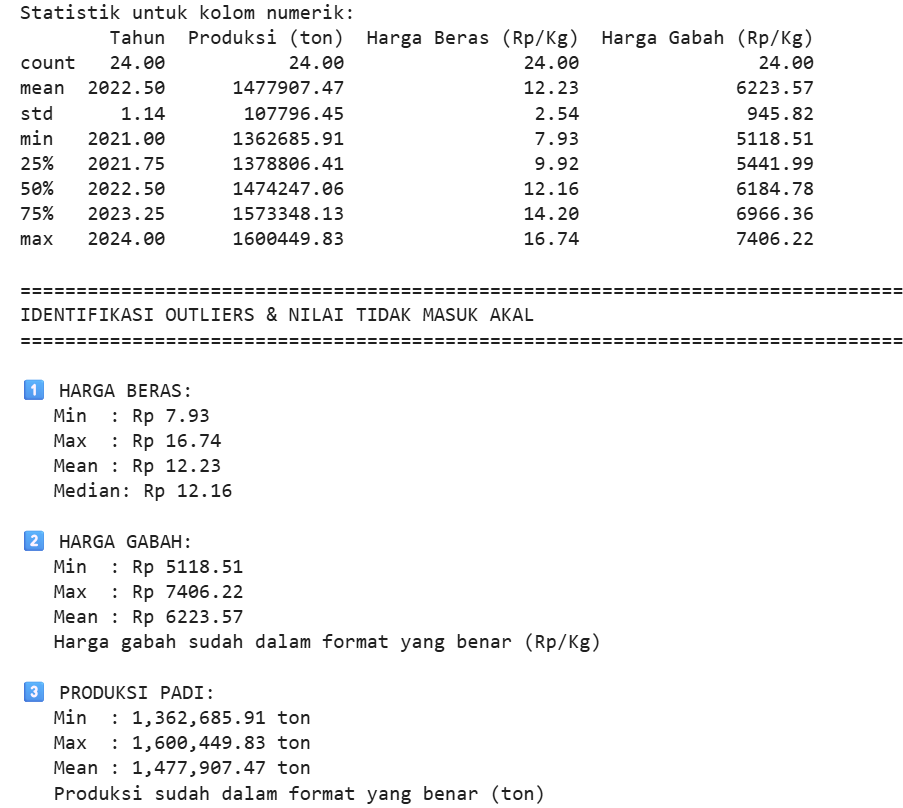 Statistik untuk kolom numerik:
Tahun Produksi (ton) Harga Beras (Rp/Kg) Harga Gabah (Rp/Kg)
count 24.00 24.00 24.00 24.00
mean 2022.50 1477907.47 12.23 6223.57
std 1.14 107796.45 2.54 945.82
min 2021.00 1362685.91 7.93 5118.51
25% 2021.75 1378806.41 9.92 5441.99
50% 2022.50 1474247.06 12.16 6184.78
75% 2023.25 1573348.13 14.20 6966.36
max 2024.00 1600449.83 16.74 7406.22
================================================================================
IDENTIFIKASI OUTLIERS & NILAI TIDAK MASUK AKAL
================================================================================
1️⃣ HARGA BERAS:
Min : Rp 7.93
Max : Rp 16.74
Mean : Rp 12.23
Median: Rp 12.16
2️⃣ HARGA GABAH:
Min : Rp 5118.51
Max : Rp 7406.22
Mean : Rp 6223.57
Harga gabah sudah dalam format yang benar (Rp/Kg)
3️⃣ PRODUKSI PADI:
Min : 1,362,685.91 ton
Max : 1,600,449.83 ton
Mean : 1,477,907.47 ton
Produksi sudah dalam format yang benar (ton)